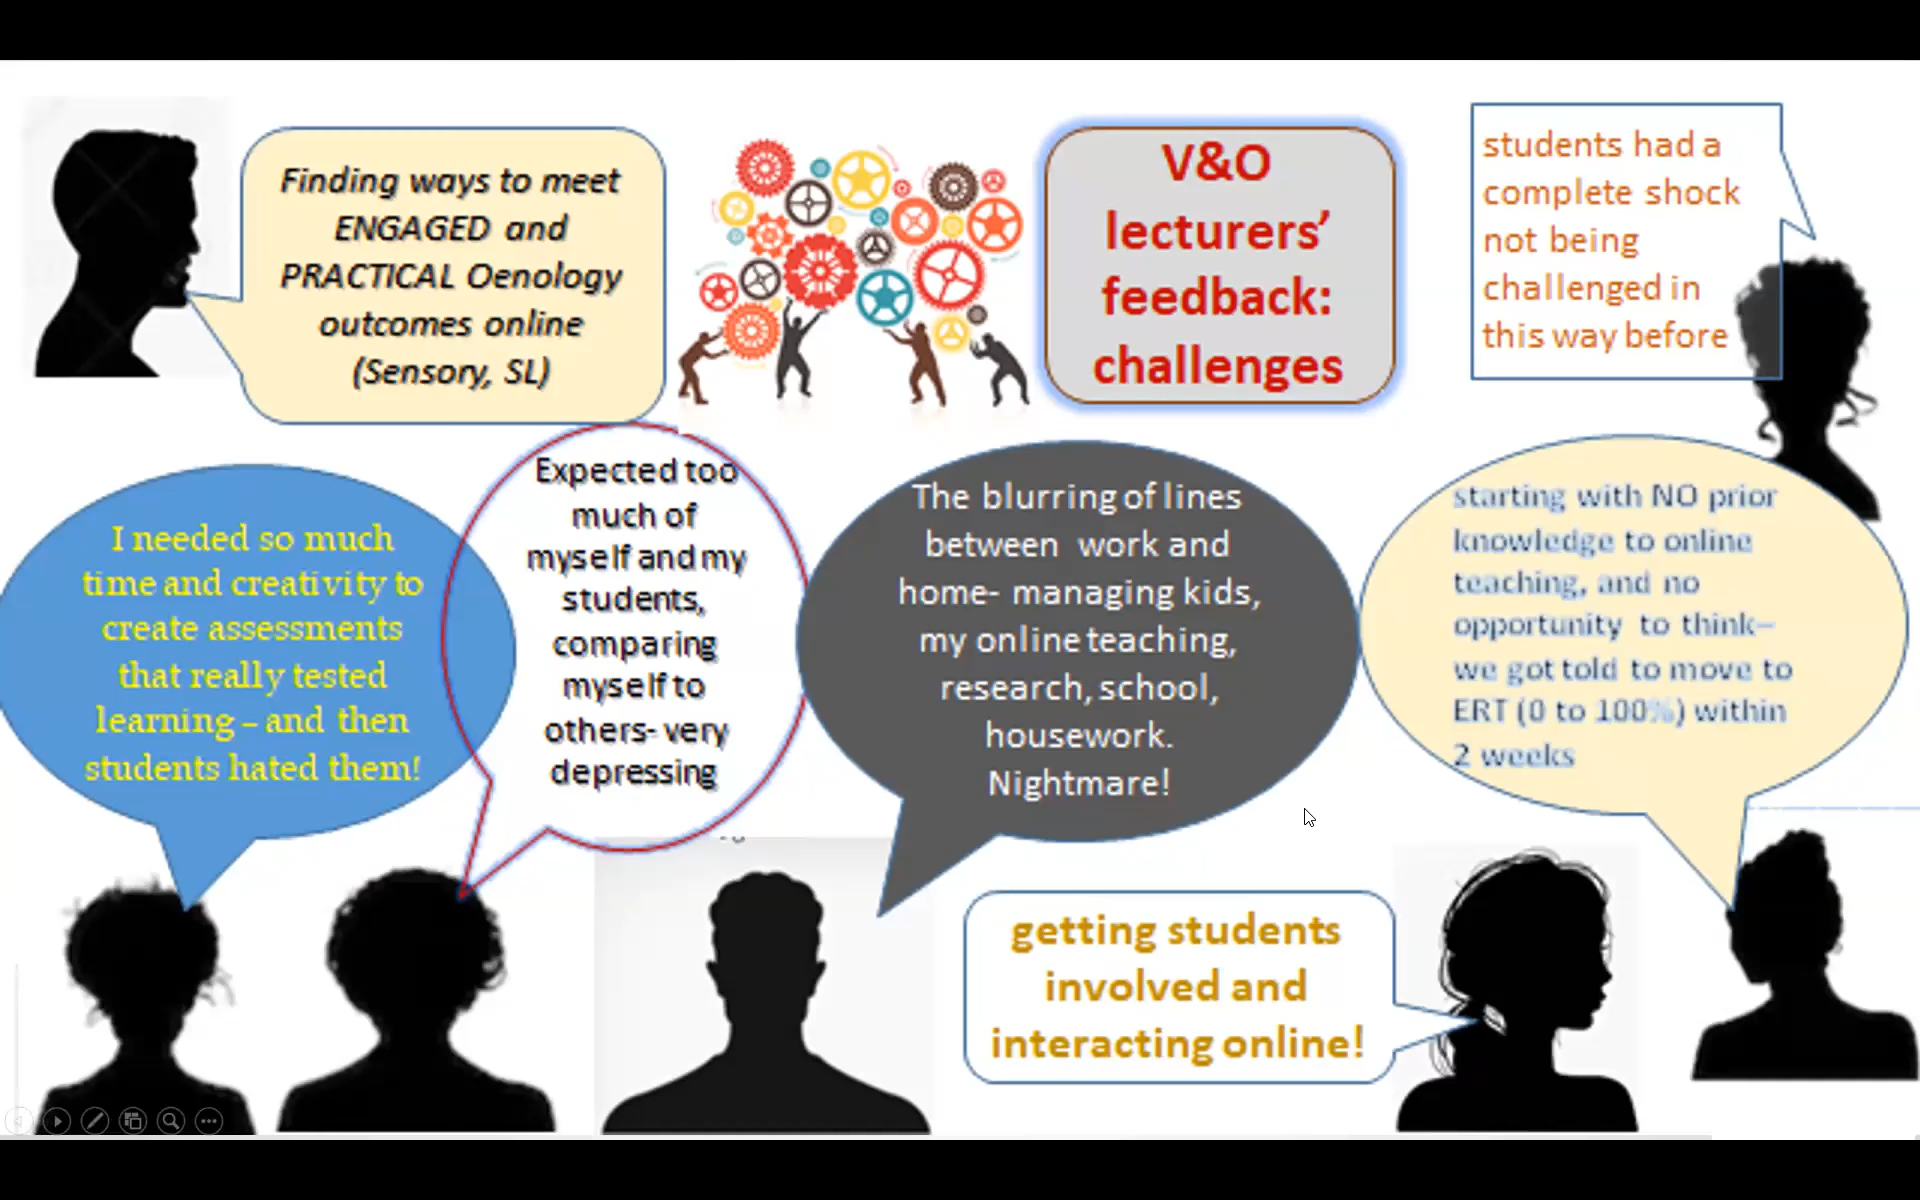 Finding ways to meet
ENGAGED and
PRACTICAL Oenology
outcomes online
(Sensory, SL)
V&O
lecturers’
feedback:
challenges
students had a
complete shock
not being
challenged in
this way before
I needed so much
time and creativity to
create assessments
that really tested
learning – and then
students hated them!
Expected too
much of
myself and my
students,
comparing
myself to
others- very
depressing
The blurring of lines
between work and
home- managing kids,
my online teaching,
research, school,
housework.
Nightmare!
starting with NO prior
knowledge to online
teaching, and no
opportunity to think–
we got told to move to
ERT (0 to 100%) within
2 weeks
getting students
involved and
interacting online!